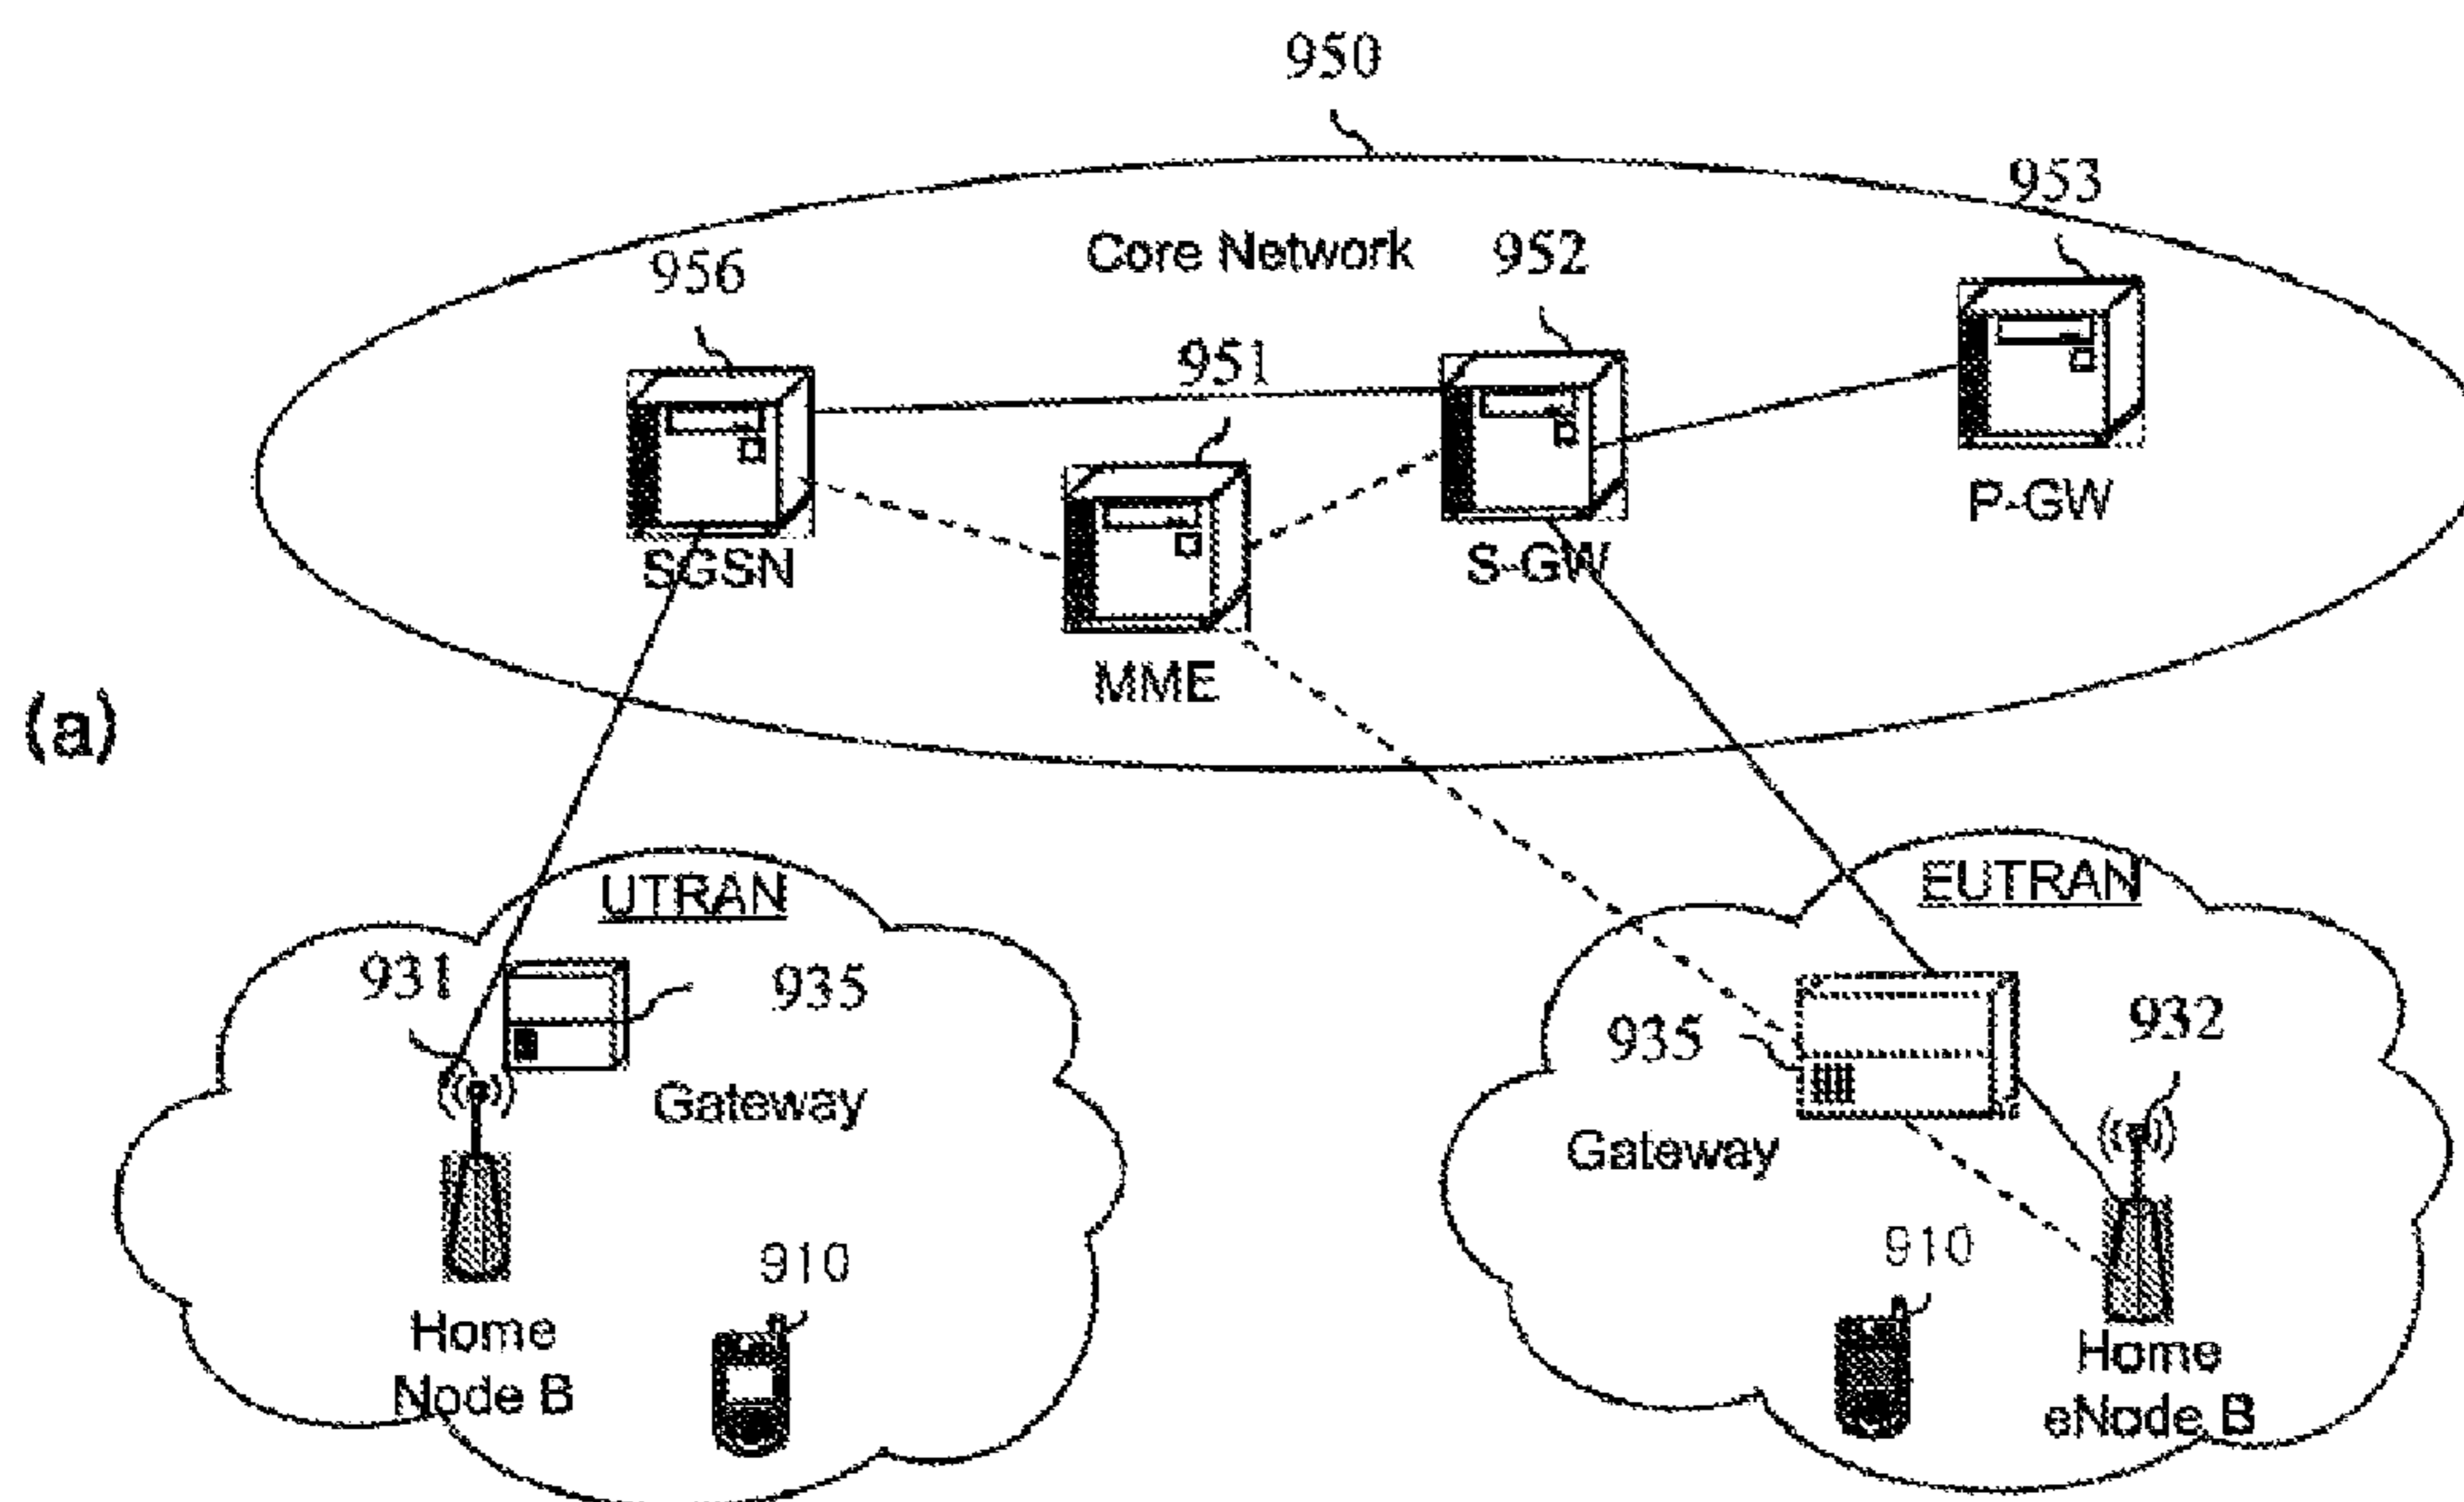 950
953
Core Network
952
956
951
SGSN
S-GW
P-GW
MME
(a)
UTRAN
EUTRAN
931
935
935
932
Gateway
Gateway
910
910
Home
Node B
Home
eNode B